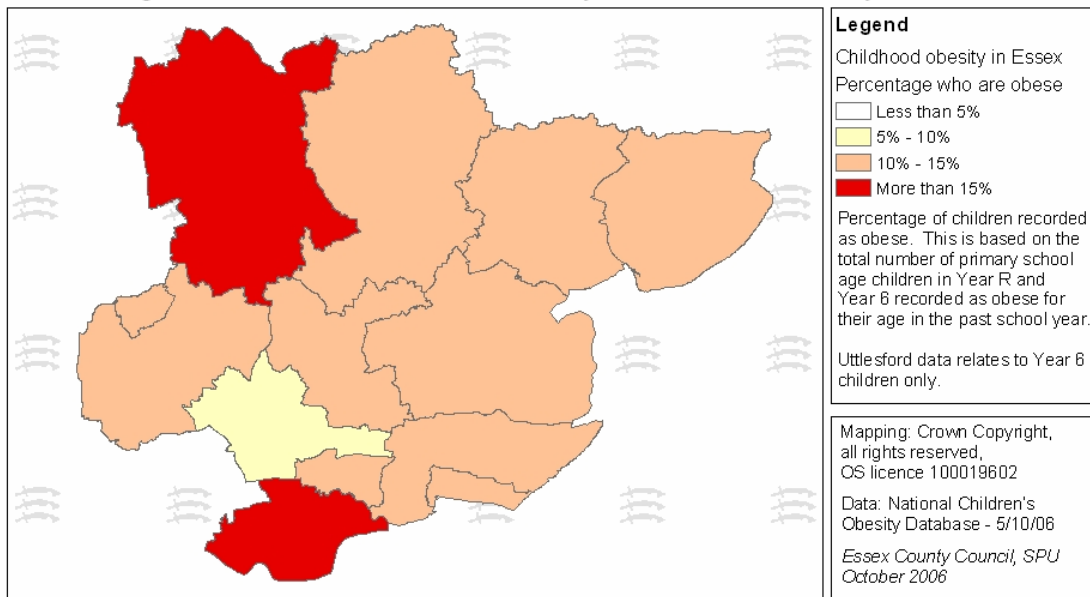 Legend
Childhood obesity in Essex
Percentage who are obese
Less than 5%
5% - 10%
10% - 15%
More than 15%
Percentage of children recorded
as obese. This is based on the
total number of primary school
age children in Year R and
Year 6 recorded as obese for
their age in the past school year.
Uttlesford data relates to Year 6
children only.
Mapping: Crown Copyright,
all rights reserved,
OS licence 100019602
Data: National Children's
Obesity Database - 5/10/06
Essex County Council, SPU
October 2006